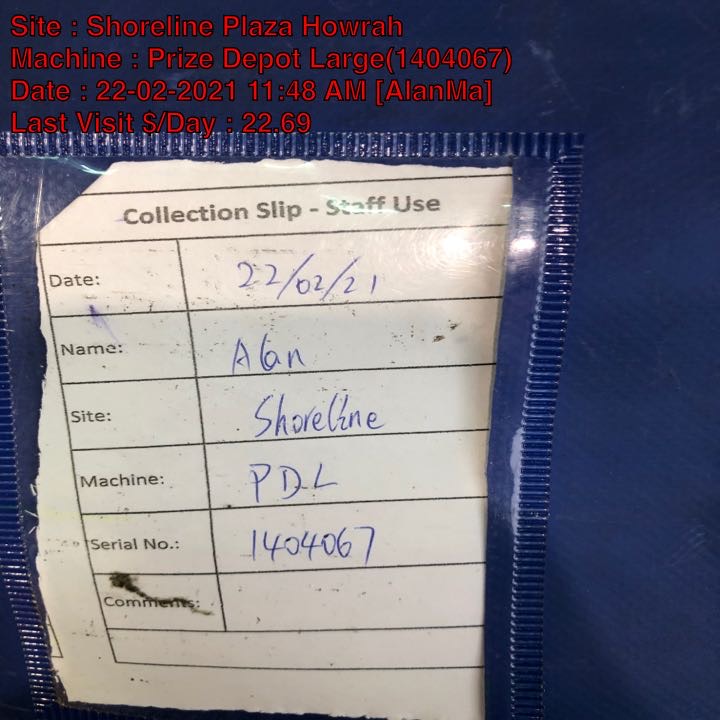 Site : Shoreline Plaza Howrah
Machine : Prize Depot Large(1404067)
Date : 22-02-2021 11:48 AM [AlanMa]
Last Visit $/Day : 22.69
Collection Slip - Staff Use
Date: 22/02/21
Name: Alan
Site: Shoreline
Machine: PDL
Serial No.: 1404067
Comments: